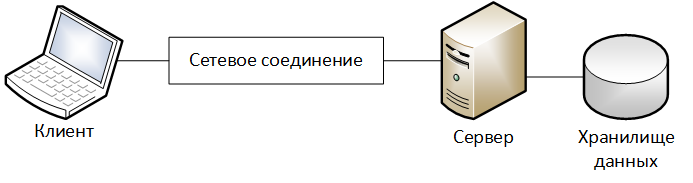 Сетевое соединение
Клиент
Сервер
Хранилище
данных